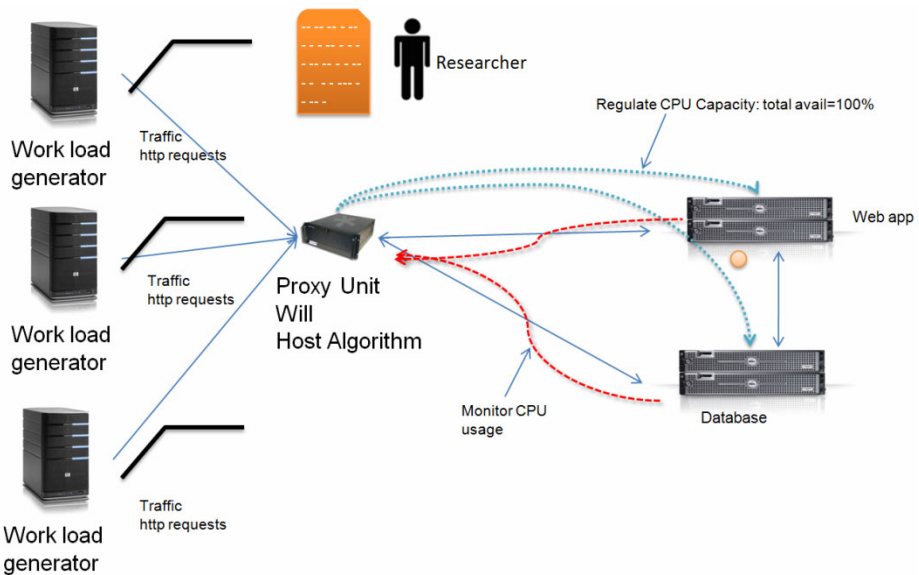 Researcher
Regulate CPU Capacity: total avail=100%
Work load
generator
Traffic
http requests
Web app
Work load
generator
Traffic
http requests
Proxy Unit
Will
Host Algorithm
Monitor CPU
usage
Database
Work load
generator
Traffic
http requests